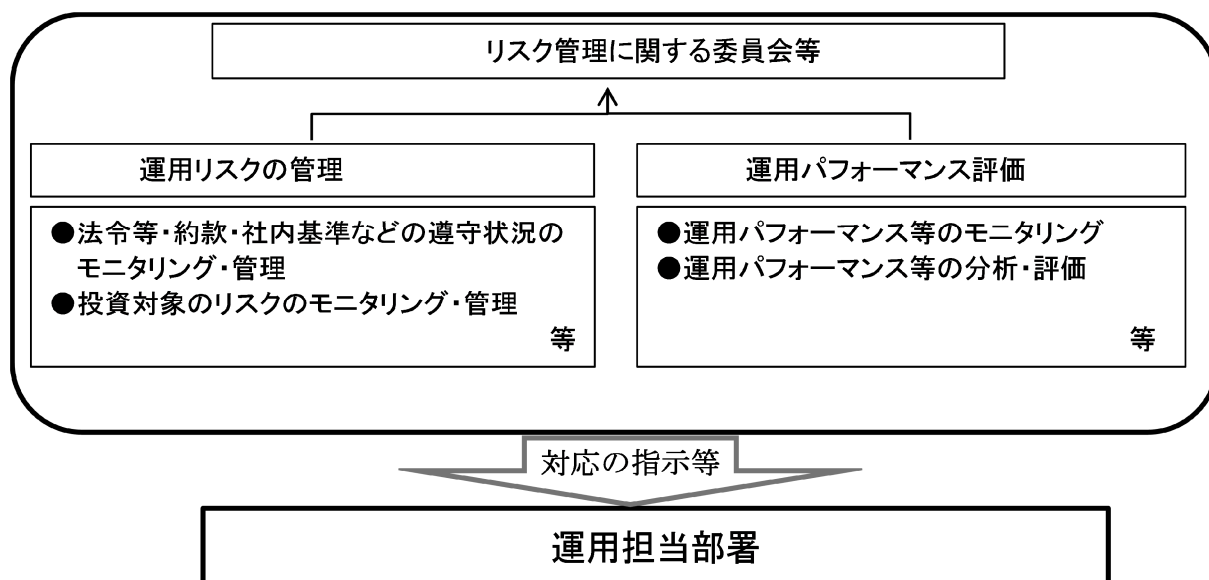 リスク管理に関する委員会等
運用リスクの管理
●法令等・約款・社内基準などの遵守状況の
モニタリング・管理
●投資対象のリスクのモニタリング・管理
等
運用パフォーマンス評価
●運用パフォーマンス等のモニタリング
●運用パフォーマンス等の分析・評価
等
対応の指示等
運用担当部署